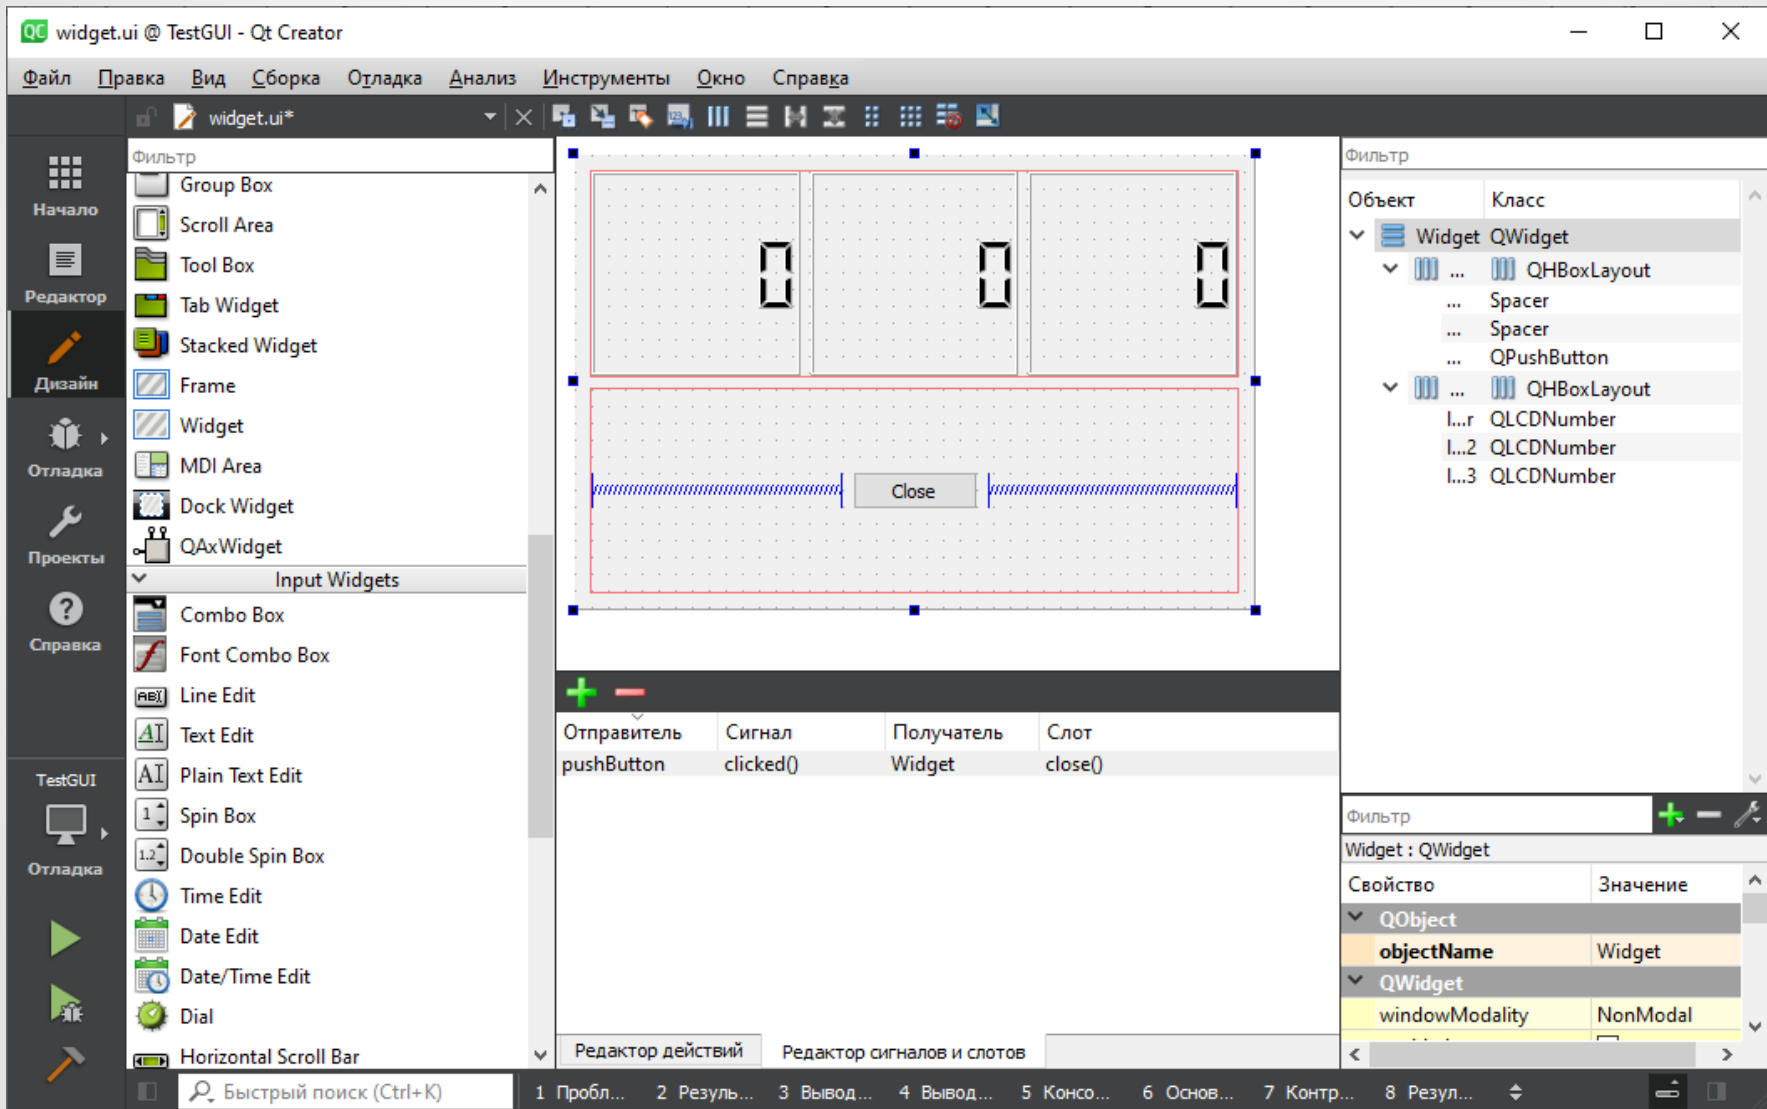 widget.ui @ TestGUI - Qt Creator
Файл Правка Вид Сборка Отладка Анализ Инструменты Окно Справка
widget.ui*
Начало
Редактор
Дизайн
Отладка
Проекты
Справка
TestGUI
Отладка
Фильтр
Group Box
Scroll Area
Tool Box
Tab Widget
Stacked Widget
Frame
Widget
MDI Area
Dock Widget
QAxWidget
Input Widgets
Combo Box
Font Combo Box
Line Edit
Text Edit
Plain Text Edit
Spin Box
Double Spin Box
Time Edit
Date Edit
Date/Time Edit
Dial
Horizontal Scroll Bar
0 0 0
Close
Отправитель Сигнал Получатель Слот
pushButton clicked() Widget close()
Редактор действий Редактор сигналов и слотов
Фильтр
Объект Класс
Widget QWidget
... QHBoxLayout
... Spacer
... Spacer
... QPushButton
... QHBoxLayout
l...r QLCDNumber
l...2 QLCDNumber
l...3 QLCDNumber
Фильтр
Widget : QWidget
Свойство Значение
QObject
objectName Widget
QWidget
windowModality NonModal
Быстрый поиск (Ctrl+K) 1 Пробл... 2 Резуль... 3 Вывод... 4 Вывод... 5 Консо... 6 Основ... 7 Контр... 8 Резул...